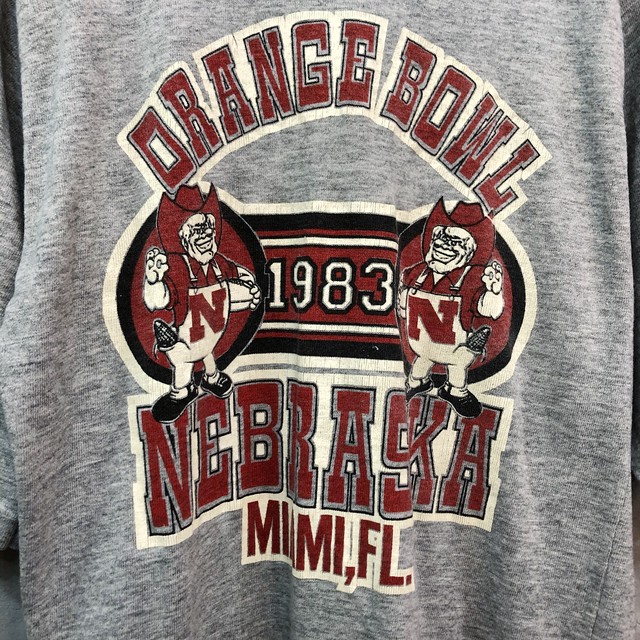 ORANGE BOWL
N 1983 N
NEBRASKA
MIAMI, FL.